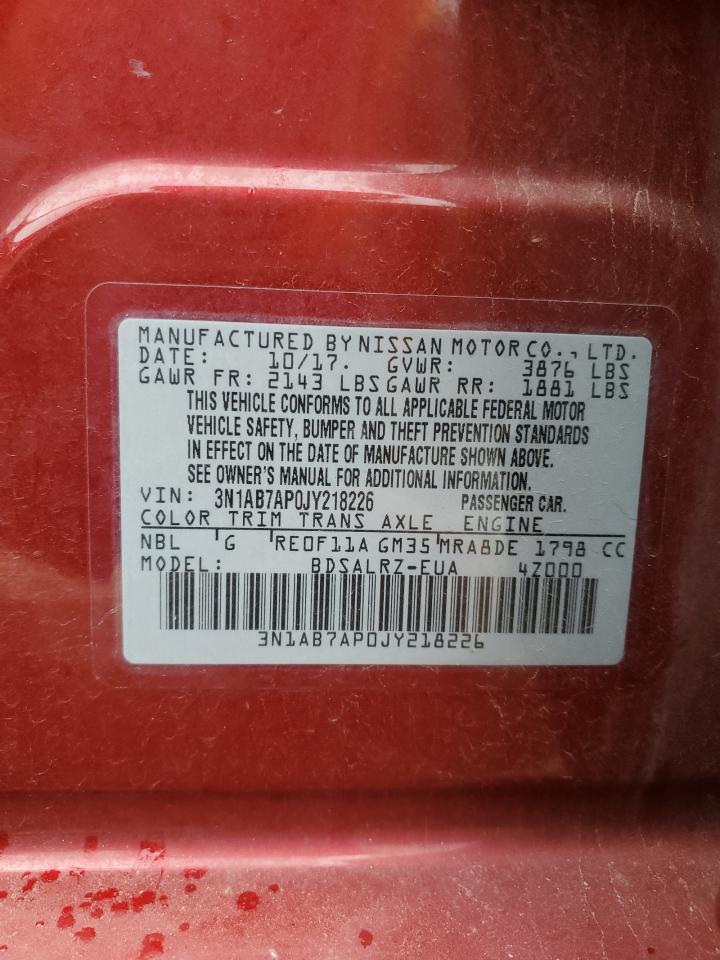 MANUFACTURED BY NISSAN MOTOR CO., LTD.
DATE: 10/17. GVWR: 3876 LBS
GAWR FR: 2143 LBS GAWR RR: 1881 LBS
THIS VEHICLE CONFORMS TO ALL APPLICABLE FEDERAL MOTOR
VEHICLE SAFETY, BUMPER AND THEFT PREVENTION STANDARDS
IN EFFECT ON THE DATE OF MANUFACTURE SHOWN ABOVE.
SEE OWNER'S MANUAL FOR ADDITIONAL INFORMATION.
VIN: 3N1AB7AP0JY218226 PASSENGER CAR.
COLOR TRIM TRANS AXLE ENGINE
NBL G RE0F11A GM35 MRA8DE 1798 CC
MODEL: BDSALRZ-EUA 4Z000
3N1AB7AP0JY218226